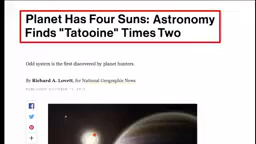 Planet Has Four Suns: Astronomy
Finds "Tatooine" Times Two
Odd system is the first discovered by planet hunters.
By Richard A. Lovett, for National Geographic News